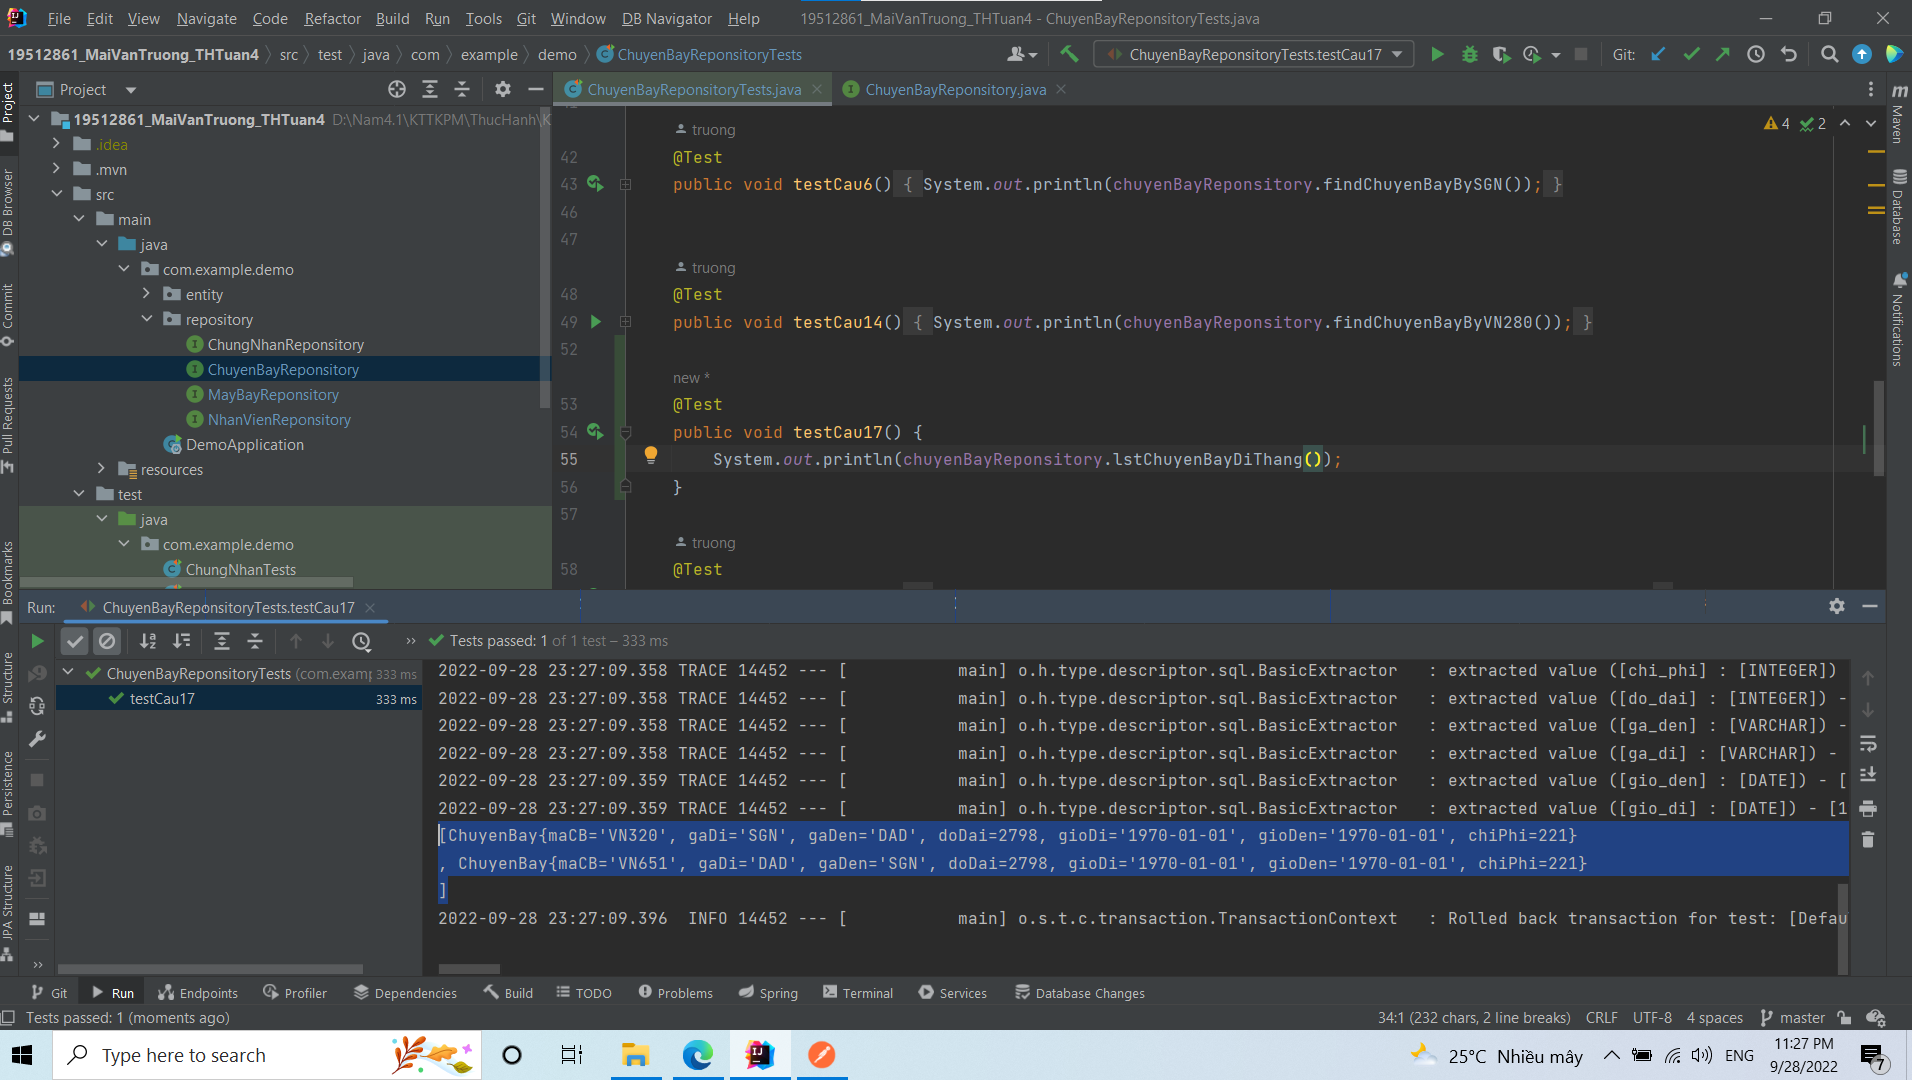 File Edit View Navigate Code Refactor Build Run Tools Git Window DB Navigator Help 19512861_MaiVanTruong_THTuan4 - ChuyenBayReponsitoryTests.java
19512861_MaiVanTruong_THTuan4 src test java com example demo ChuyenBayReponsitoryTests ChuyenBayReponsitoryTests.testCau17 Git:
Project
ChuyenBayReponsitoryTests.java ChuyenBayReponsitory.java
19512861_MaiVanTruong_THTuan4 D:\Nam4.1\KTTKPM\ThucHanh\K
.idea
.mvn
src
main
java
com.example.demo
entity
repository
ChungNhanReponsitory
ChuyenBayReponsitory
MayBayReponsitory
NhanVienReponsitory
DemoApplication
resources
test
java
com.example.demo
ChungNhanTests
Project
DB Browser
Commit
Pull Requests
Bookmarks
Structure
Persistence
JPA Structure
4 2
truong
42 @Test
43 public void testCau6() { System.out.println(chuyenBayReponsitory.findChuyenBayBySGN()); }
46
47
truong
48 @Test
49 public void testCau14() { System.out.println(chuyenBayReponsitory.findChuyenBayByVN280()); }
52
new *
53 @Test
54 public void testCau17() {
55 System.out.println(chuyenBayReponsitory.lstChuyenBayDiThang());
56 }
57
truong
58 @Test
Maven
Database
Notifications
Run: ChuyenBayReponsitoryTests.testCau17
Tests passed: 1 of 1 test – 333 ms
ChuyenBayReponsitoryTests (com.examp 333 ms
testCau17 333 ms
2022-09-28 23:27:09.358 TRACE 14452 --- [ main] o.h.type.descriptor.sql.BasicExtractor : extracted value ([chi_phi] : [INTEGER])
2022-09-28 23:27:09.358 TRACE 14452 --- [ main] o.h.type.descriptor.sql.BasicExtractor : extracted value ([do_dai] : [INTEGER]) -
2022-09-28 23:27:09.358 TRACE 14452 --- [ main] o.h.type.descriptor.sql.BasicExtractor : extracted value ([ga_den] : [VARCHAR]) -
2022-09-28 23:27:09.358 TRACE 14452 --- [ main] o.h.type.descriptor.sql.BasicExtractor : extracted value ([ga_di] : [VARCHAR]) -
2022-09-28 23:27:09.359 TRACE 14452 --- [ main] o.h.type.descriptor.sql.BasicExtractor : extracted value ([gio_den] : [DATE]) - [
2022-09-28 23:27:09.359 TRACE 14452 --- [ main] o.h.type.descriptor.sql.BasicExtractor : extracted value ([gio_di] : [DATE]) - [1
[ChuyenBay{maCB='VN320', gaDi='SGN', gaDen='DAD', doDai=2798, gioDi='1970-01-01', gioDen='1970-01-01', chiPhi=221}
, ChuyenBay{maCB='VN651', gaDi='DAD', gaDen='SGN', doDai=2798, gioDi='1970-01-01', gioDen='1970-01-01', chiPhi=221}
]
2022-09-28 23:27:09.396 INFO 14452 --- [ main] o.s.t.c.transaction.TransactionContext : Rolled back transaction for test: [Defau
Git Run Endpoints Profiler Dependencies Build TODO Problems Spring Terminal Services Database Changes
Tests passed: 1 (moments ago) 34:1 (232 chars, 2 line breaks) CRLF UTF-8 4 spaces master
Type here to search 25°C Nhiều mây ENG 11:27 PM
9/28/2022 7